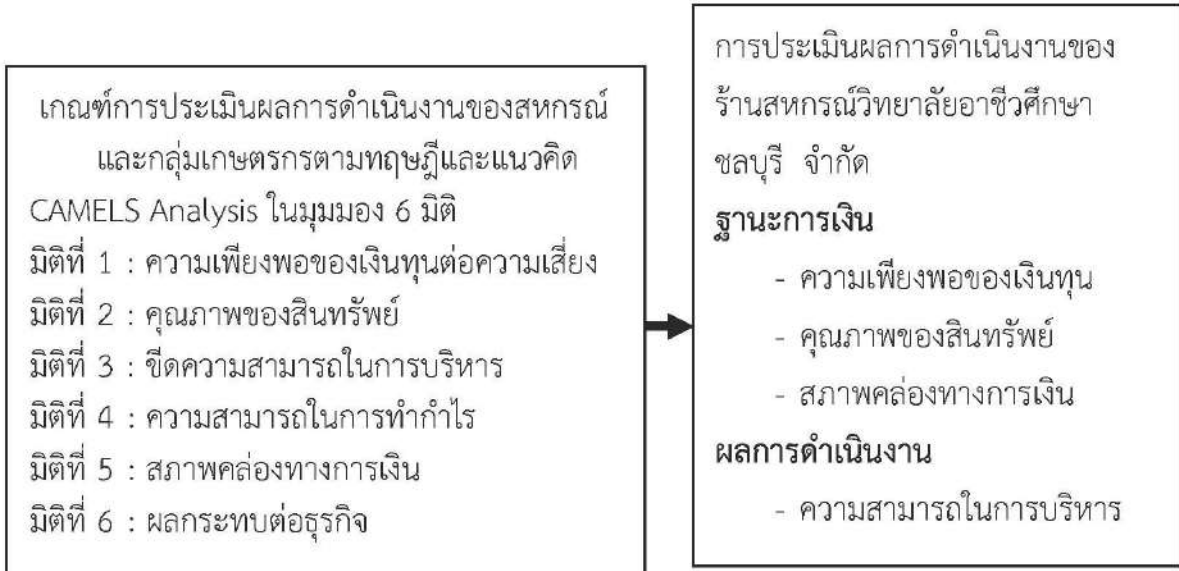 เกณฑ์การประเมินผลการดำเนินงานของสหกรณ์
และกลุ่มเกษตรกรตามทฤษฎีและแนวคิด
CAMELS Analysis ในมุมมอง 6 มิติ
มิติที่ 1 : ความเพียงพอของเงินทุนต่อความเสี่ยง
มิติที่ 2 : คุณภาพของสินทรัพย์
มิติที่ 3 : ขีดความสามารถในการบริหาร
มิติที่ 4 : ความสามารถในการทำกำไร
มิติที่ 5 : สภาพคล่องทางการเงิน
มิติที่ 6 : ผลกระทบต่อธุรกิจ
การประเมินผลการดำเนินงานของ
ร้านสหกรณ์วิทยาลัยอาชีวศึกษา
ชลบุรี จำกัด
ฐานะการเงิน
- ความเพียงพอของเงินทุน
- คุณภาพของสินทรัพย์
- สภาพคล่องทางการเงิน
ผลการดำเนินงาน
- ความสามารถในการบริหาร